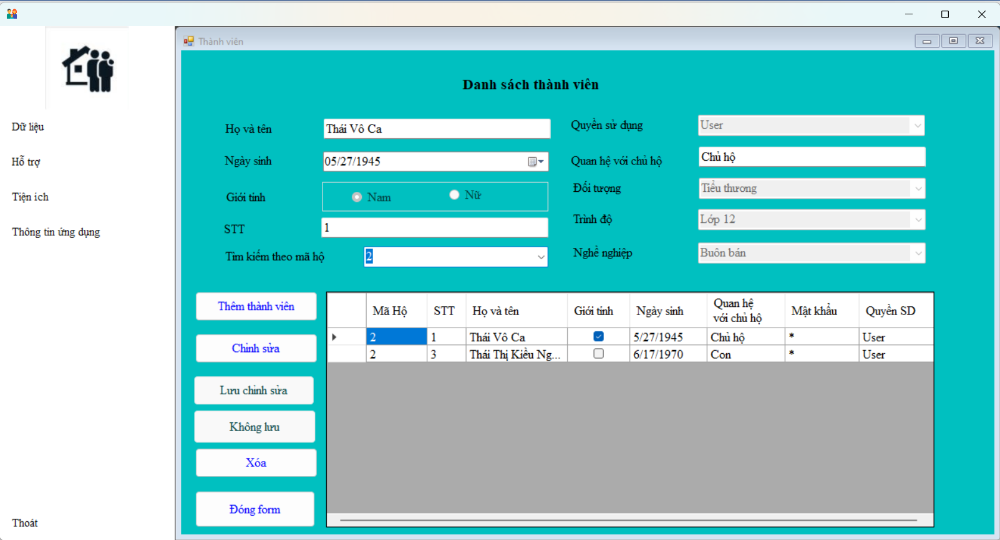 Thành viên
Danh sách thành viên
Dữ liệu
Hỗ trợ
Tiện ích
Thông tin ứng dụng
Thoát
Họ và tên
Thái Vô Ca
Ngày sinh
05/27/1945
Giới tính
Nam
Nữ
STT
1
Tìm kiếm theo mã hộ
2
Quyền sử dụng
User
Quan hệ với chủ hộ
Chủ hộ
Đối tượng
Tiểu thương
Trình độ
Lớp 12
Nghề nghiệp
Buôn bán
Thêm thành viên
Chỉnh sửa
Lưu chỉnh sửa
Không lưu
Xóa
Đóng form
Mã Hộ STT Họ và tên Giới tính Ngày sinh Quan hệ với chủ hộ Mật khẩu Quyền SD
2 1 Thái Vô Ca 5/27/1945 Chủ hộ * User
2 3 Thái Thị Kiều Ng... 6/17/1970 Con * User